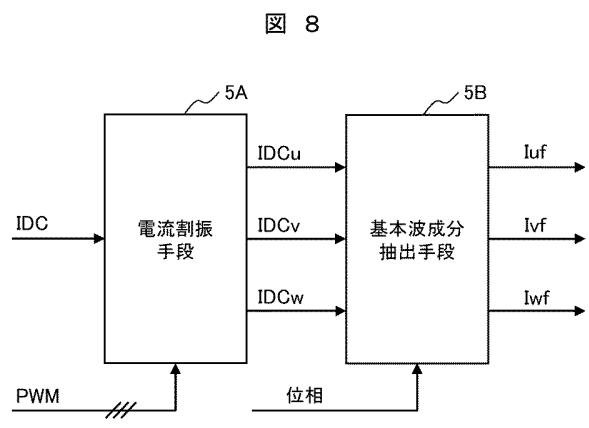 図 8
5A
5B
IDC
電流割振
手段
IDCu
IDCv
IDCw
基本波成分
抽出手段
Iuf
Ivf
Iwf
PWM
位相